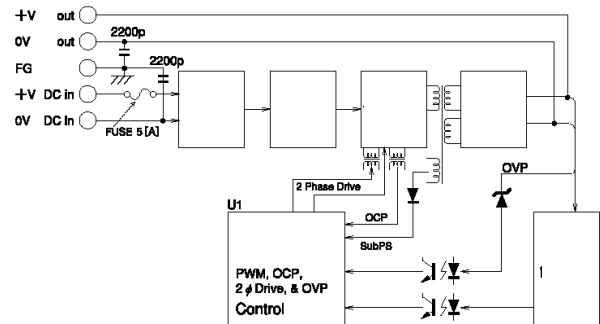 +V out
0V out
2200p
FG
2200p
+V DC in
0V DC in
FUSE 5 [A]
2 Phase Drive
OVP
U1
OCP
SubPS
PWM, OCP,
2 ϕ Drive, & OVP
Control
1